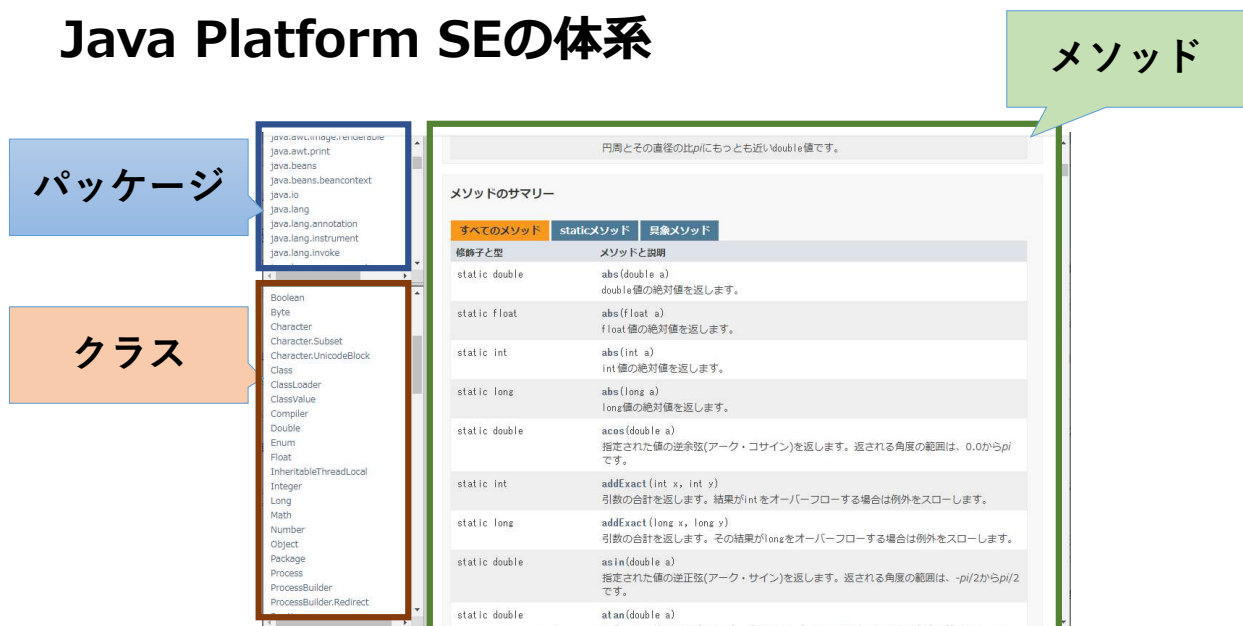 Java Platform SEの体系
メソッド
パッケージ
クラス
java.awt.image.renderable
java.awt.print
java.beans
java.beans.beancontext
java.io
java.lang
java.lang.annotation
java.lang.instrument
java.lang.invoke
Boolean
Byte
Character
Character.Subset
Character.UnicodeBlock
Class
ClassLoader
ClassValue
Compiler
Double
Enum
Float
InheritableThreadLocal
Integer
Long
Math
Number
Object
Package
Process
ProcessBuilder
ProcessBuilder.Redirect
円周とその直径の比piにもっとも近いdouble値です。
メソッドのサマリー
すべてのメソッド staticメソッド 具象メソッド
修飾子と型 メソッドと説明
static double abs(double a)
double値の絶対値を返します。
static float abs(float a)
float値の絶対値を返します。
static int abs(int a)
int値の絶対値を返します。
static long abs(long a)
long値の絶対値を返します。
static double acos(double a)
指定された値の逆余弦(アーク・コサイン)を返します。返される角度の範囲は、0.0からpi
です。
static int addExact(int x, int y)
引数の合計を返します。結果がintをオーバーフローする場合は例外をスローします。
static long addExact(long x, long y)
引数の合計を返します。その結果がlongをオーバーフローする場合は例外をスローします。
static double asin(double a)
指定された値の逆正弦(アーク・サイン)を返します。返される角度の範囲は、-pi/2からpi/2
です。
static double atan(double a)